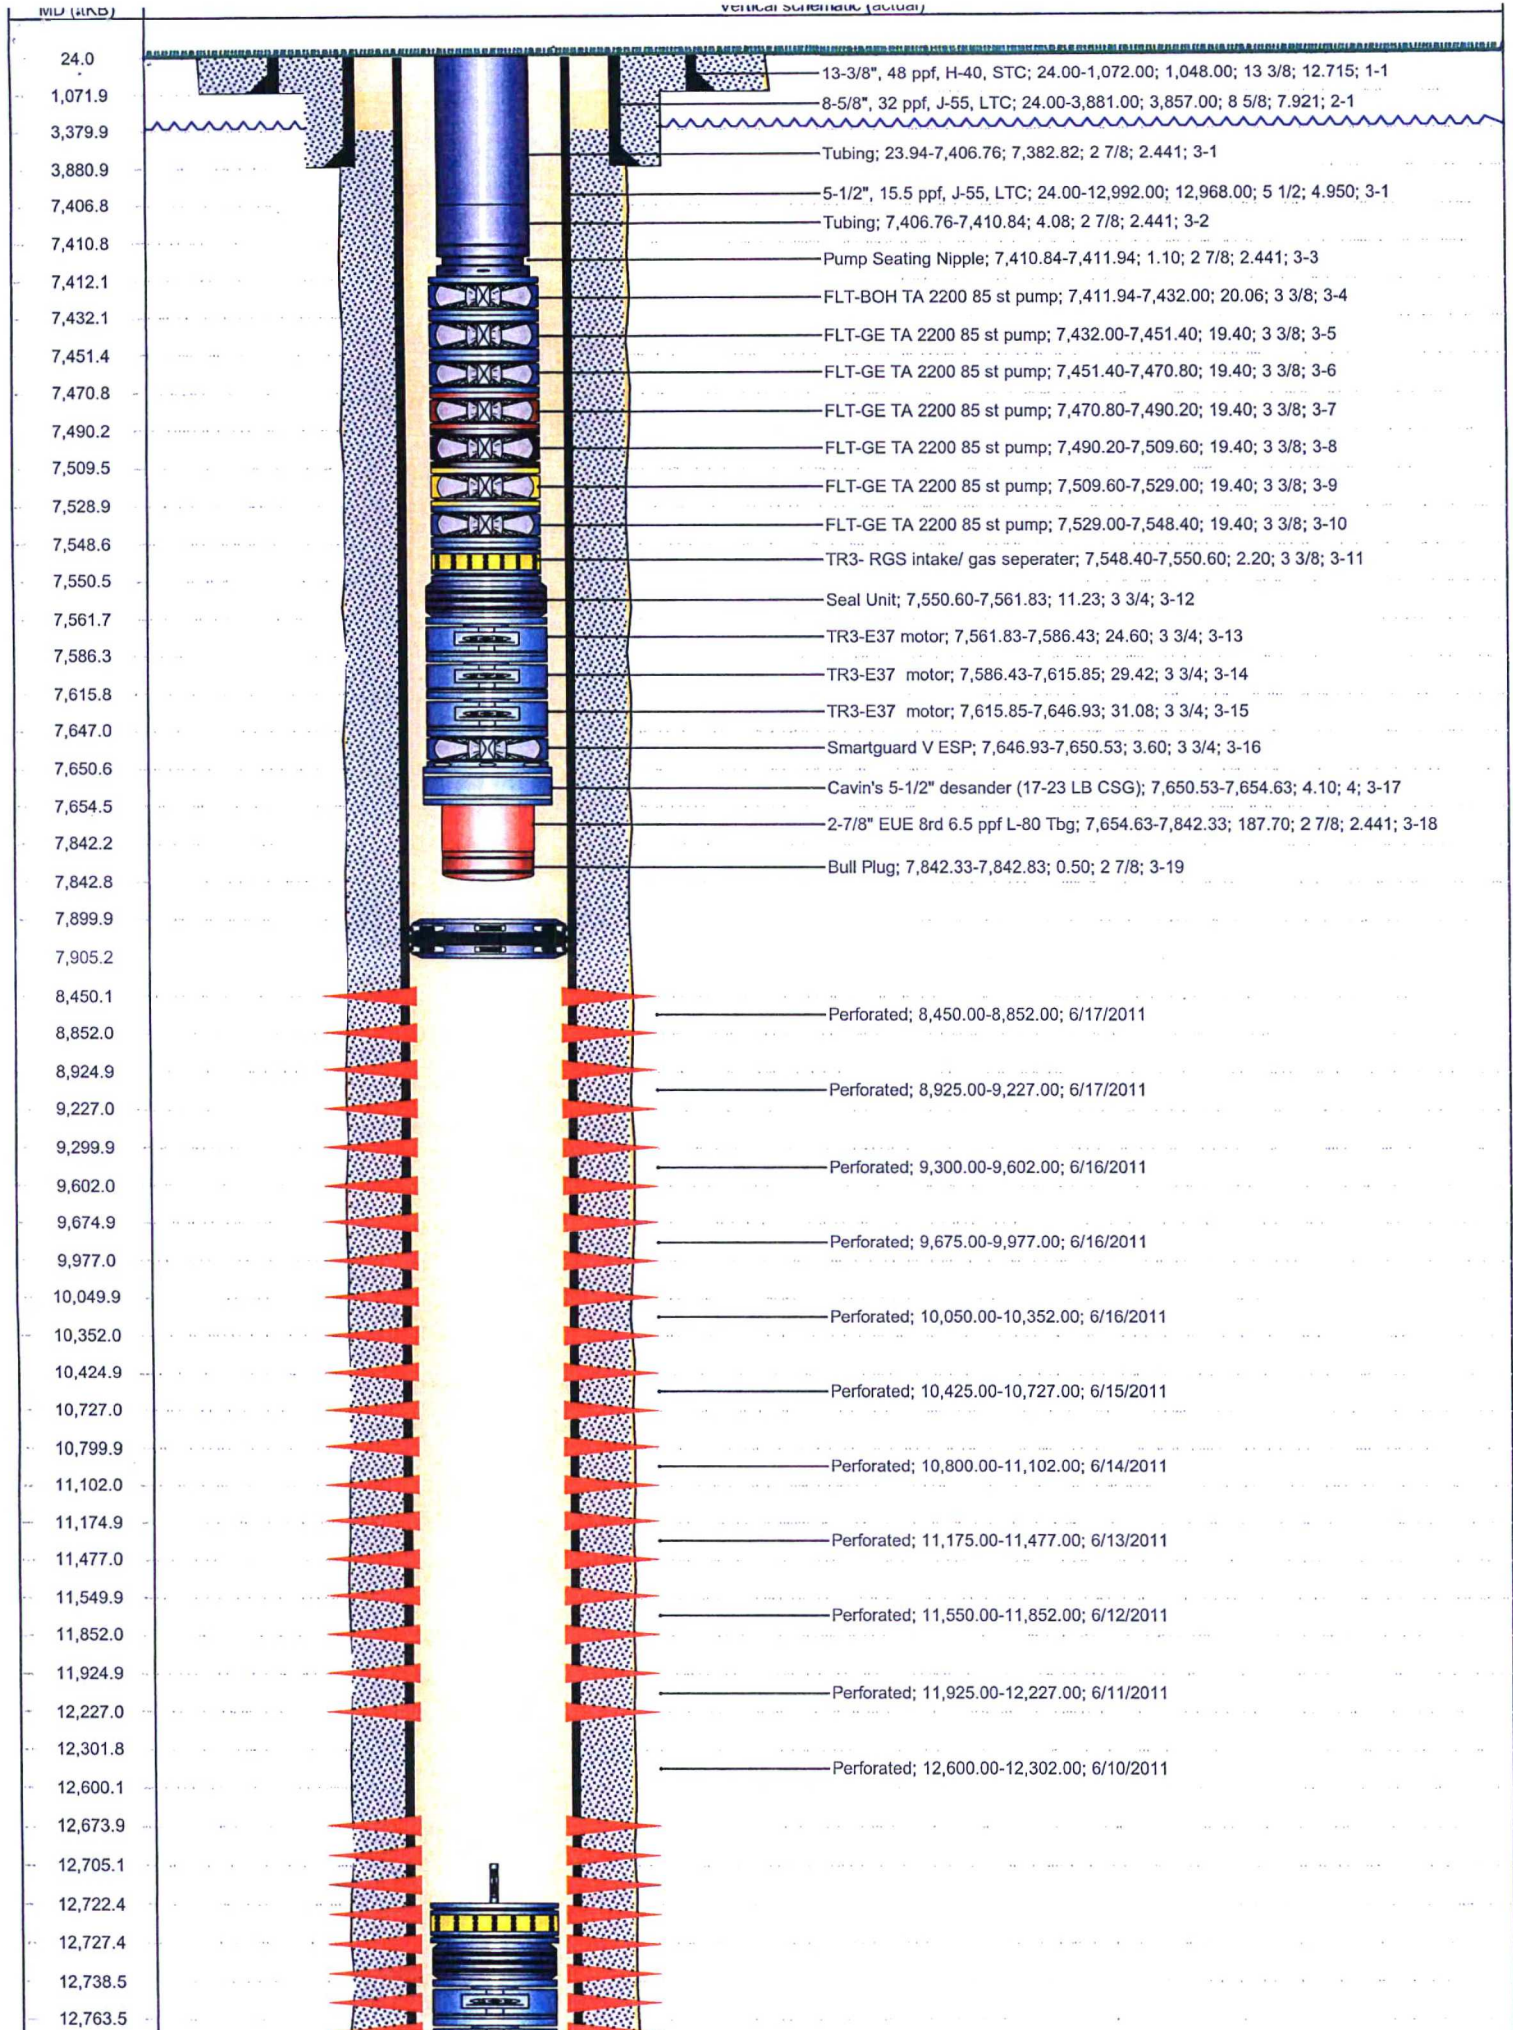 MD (ftKB)
Vertical schematic (actual)
24.0
13-3/8", 48 ppf, H-40, STC; 24.00-1,072.00; 1,048.00; 13 3/8; 12.715; 1-1
1,071.9
8-5/8", 32 ppf, J-55, LTC; 24.00-3,881.00; 3,857.00; 8 5/8; 7.921; 2-1
3,379.9
Tubing; 23.94-7,406.76; 7,382.82; 2 7/8; 2.441; 3-1
3,880.9
5-1/2", 15.5 ppf, J-55, LTC; 24.00-12,992.00; 12,968.00; 5 1/2; 4.950; 3-1
7,406.8
Tubing; 7,406.76-7,410.84; 4.08; 2 7/8; 2.441; 3-2
7,410.8
Pump Seating Nipple; 7,410.84-7,411.94; 1.10; 2 7/8; 2.441; 3-3
7,412.1
FLT-BOH TA 2200 85 st pump; 7,411.94-7,432.00; 20.06; 3 3/8; 3-4
7,432.1
FLT-GE TA 2200 85 st pump; 7,432.00-7,451.40; 19.40; 3 3/8; 3-5
7,451.4
FLT-GE TA 2200 85 st pump; 7,451.40-7,470.80; 19.40; 3 3/8; 3-6
7,470.8
FLT-GE TA 2200 85 st pump; 7,470.80-7,490.20; 19.40; 3 3/8; 3-7
7,490.2
FLT-GE TA 2200 85 st pump; 7,490.20-7,509.60; 19.40; 3 3/8; 3-8
7,509.5
FLT-GE TA 2200 85 st pump; 7,509.60-7,529.00; 19.40; 3 3/8; 3-9
7,528.9
FLT-GE TA 2200 85 st pump; 7,529.00-7,548.40; 19.40; 3 3/8; 3-10
7,548.6
TR3- RGS intake/ gas seperater; 7,548.40-7,550.60; 2.20; 3 3/8; 3-11
7,550.5
Seal Unit; 7,550.60-7,561.83; 11.23; 3 3/4; 3-12
7,561.7
TR3-E37 motor; 7,561.83-7,586.43; 24.60; 3 3/4; 3-13
7,586.3
TR3-E37 motor; 7,586.43-7,615.85; 29.42; 3 3/4; 3-14
7,615.8
TR3-E37 motor; 7,615.85-7,646.93; 31.08; 3 3/4; 3-15
7,647.0
Smartguard V ESP; 7,646.93-7,650.53; 3.60; 3 3/4; 3-16
7,650.6
Cavin's 5-1/2" desander (17-23 LB CSG); 7,650.53-7,654.63; 4.10; 4; 3-17
7,654.5
2-7/8" EUE 8rd 6.5 ppf L-80 Tbg; 7,654.63-7,842.33; 187.70; 2 7/8; 2.441; 3-18
7,842.2
Bull Plug; 7,842.33-7,842.83; 0.50; 2 7/8; 3-19
7,842.8
7,899.9
7,905.2
8,450.1
Perforated; 8,450.00-8,852.00; 6/17/2011
8,852.0
8,924.9
Perforated; 8,925.00-9,227.00; 6/17/2011
9,227.0
9,299.9
Perforated; 9,300.00-9,602.00; 6/16/2011
9,602.0
9,674.9
Perforated; 9,675.00-9,977.00; 6/16/2011
9,977.0
10,049.9
Perforated; 10,050.00-10,352.00; 6/16/2011
10,352.0
10,424.9
Perforated; 10,425.00-10,727.00; 6/15/2011
10,727.0
10,799.9
Perforated; 10,800.00-11,102.00; 6/14/2011
11,102.0
11,174.9
Perforated; 11,175.00-11,477.00; 6/13/2011
11,477.0
11,549.9
Perforated; 11,550.00-11,852.00; 6/12/2011
11,852.0
11,924.9
Perforated; 11,925.00-12,227.00; 6/11/2011
12,227.0
12,301.8
Perforated; 12,600.00-12,302.00; 6/10/2011
12,600.1
12,673.9
12,705.1
12,722.4
12,727.4
12,738.5
12,763.5